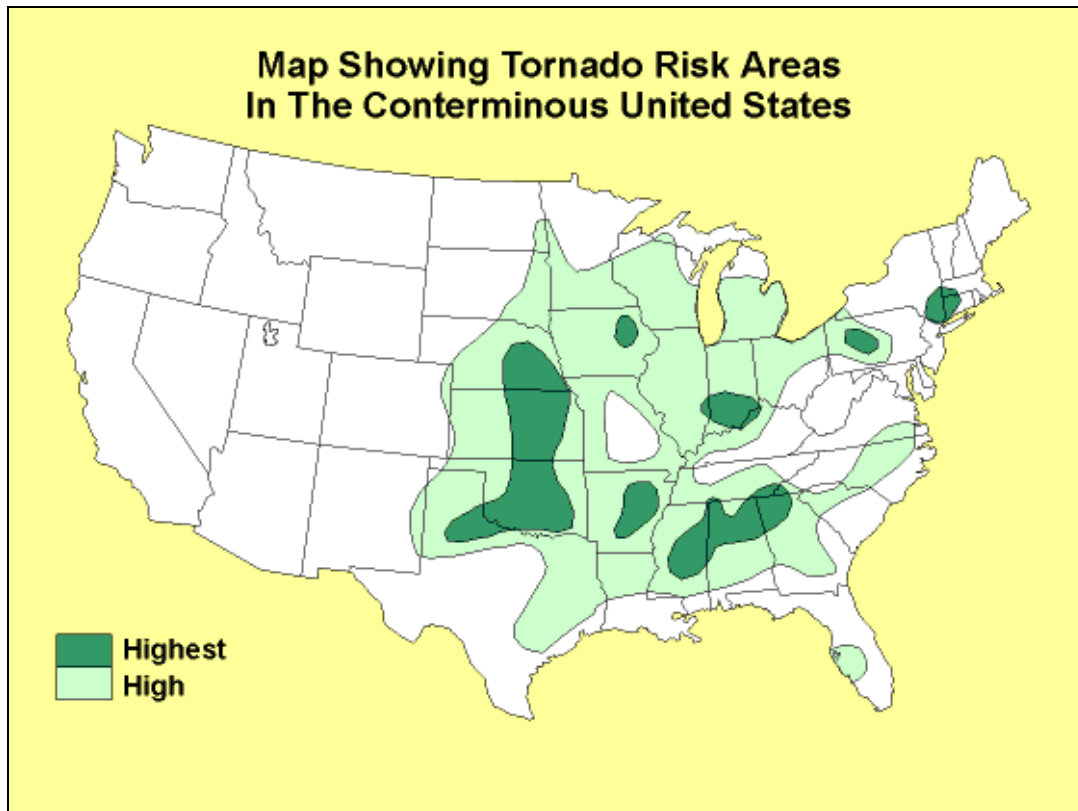 Map Showing Tornado Risk Areas
In The Conterminous United States
Highest
High